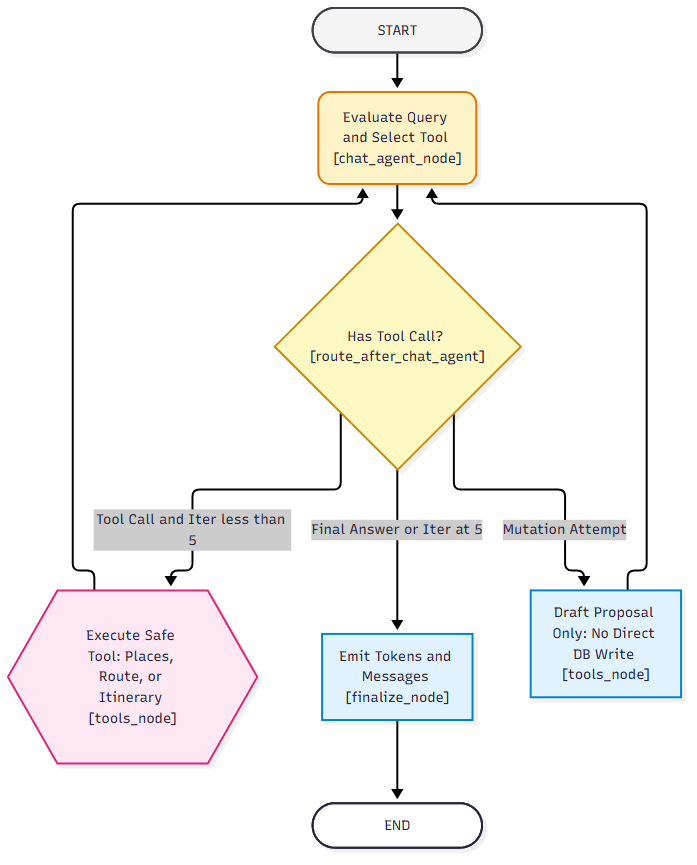 START
Evaluate Query
and Select Tool
[chat_agent_node]
Has Tool Call?
[route_after_chat_agent]
Tool Call and Iter less than
5
Final Answer or Iter at 5
Mutation Attempt
Execute Safe
Tool: Places,
Route, or
Itinerary
[tools_node]
Emit Tokens and
Messages
[finalize_node]
Draft Proposal
Only: No Direct
DB Write
[tools_node]
END